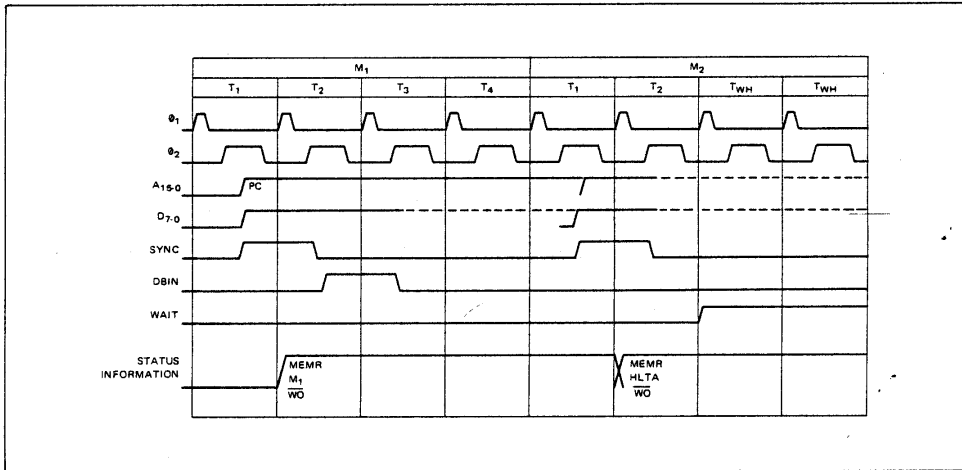 M1 M2
T1 T2 T3 T4 T1 T2 TWH TWH
ø1
ø2
A15-0 PC
D7-0
SYNC
DBIN
WAIT
STATUS
INFORMATION
MEMR
M1
WO
MEMR
HLTA
WO